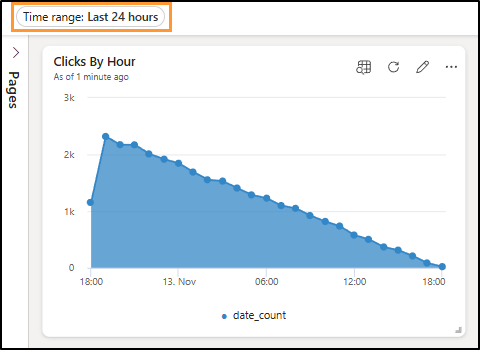 Time range: Last 24 hours
Pages
Clicks By Hour
As of 1 minute ago
3k
2k
1k
0
18:00 13. Nov 06:00 12:00 18:00
date_count